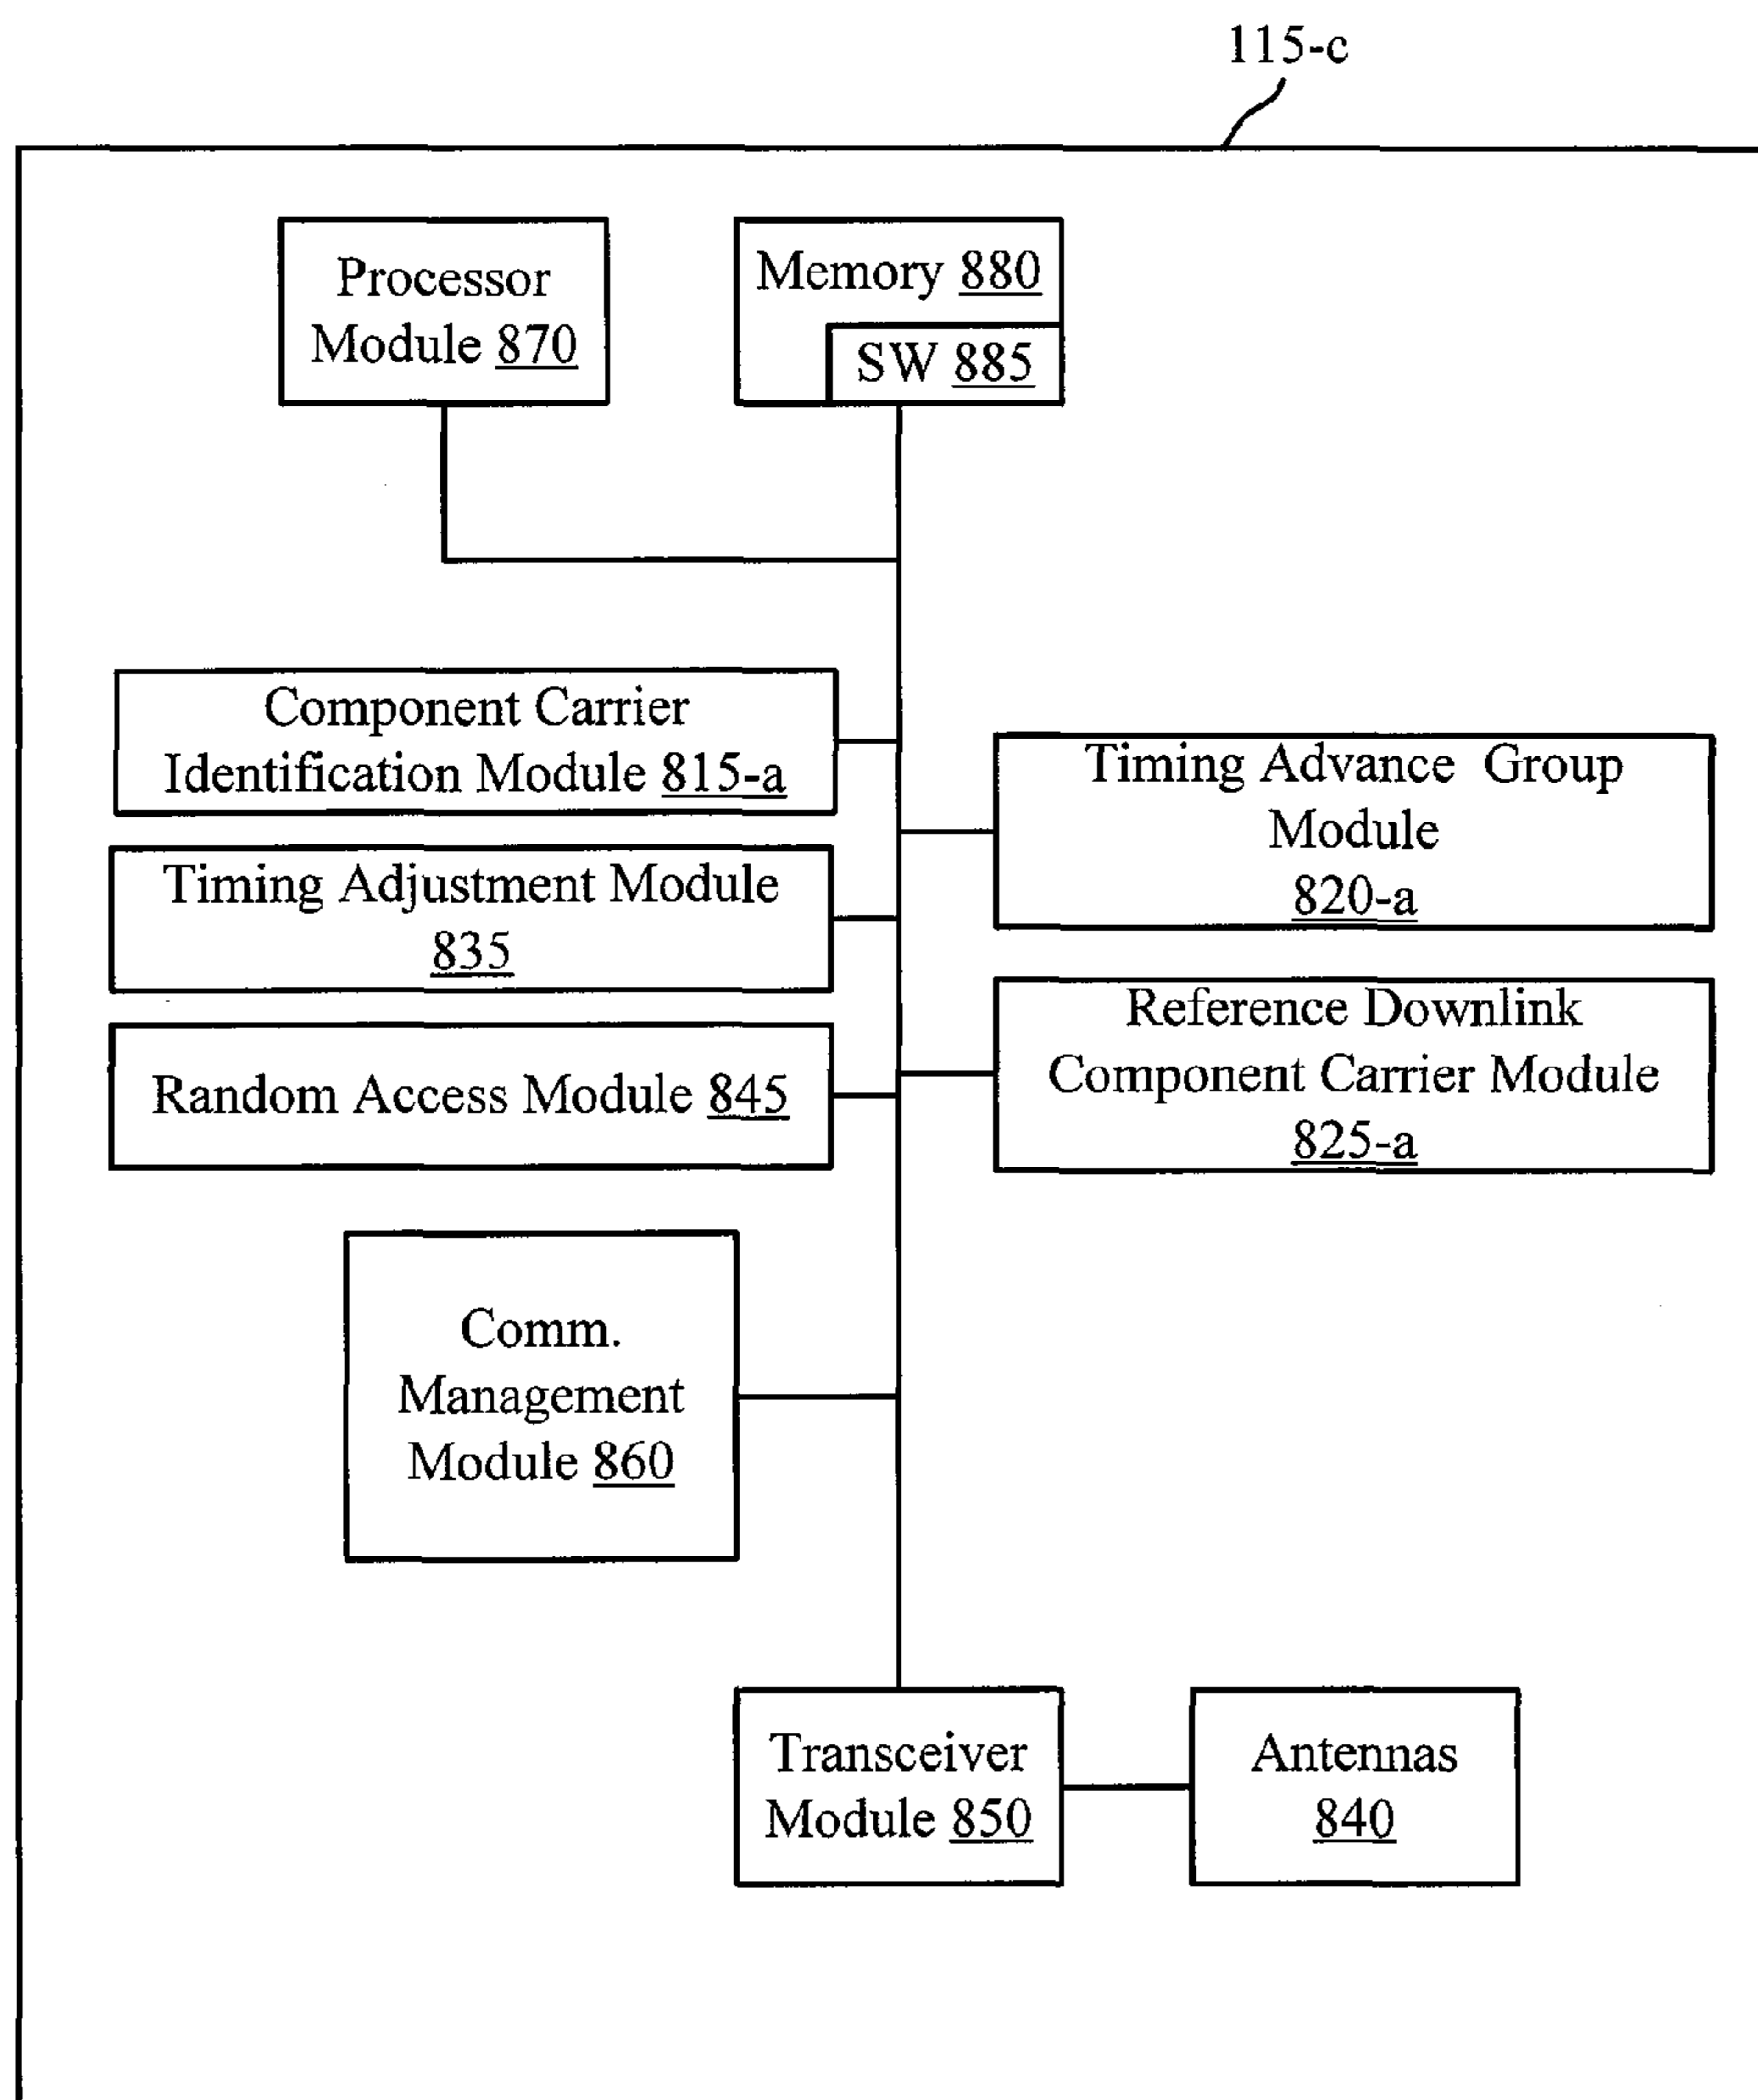 115-c
Processor
Module 870
Memory 880
SW 885
Component Carrier
Identification Module 815-a
Timing Advance Group
Module
820-a
Timing Adjustment Module
835
Reference Downlink
Component Carrier Module
825-a
Random Access Module 845
Comm.
Management
Module 860
Transceiver
Module 850
Antennas
840